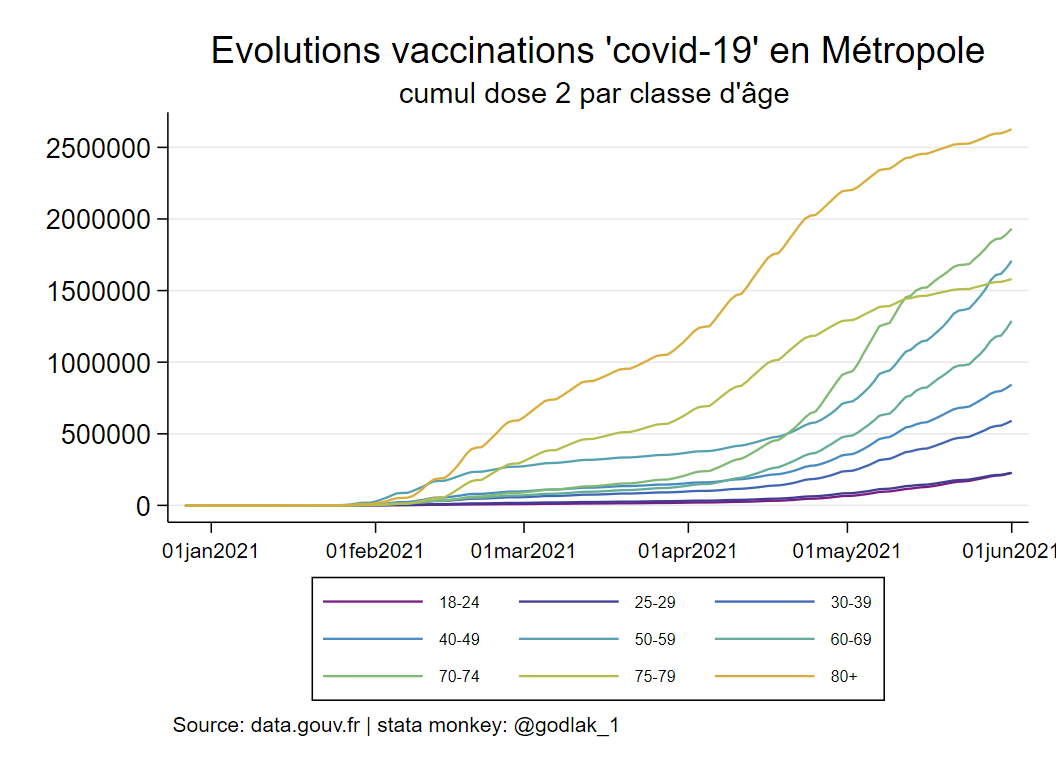 Evolutions vaccinations 'covid-19' en Métropole
cumul dose 2 par classe d'âge
2500000
2000000
1500000
1000000
500000
0
01jan2021 01feb2021 01mar2021 01apr2021 01may2021 01jun2021
18-24 25-29 30-39
40-49 50-59 60-69
70-74 75-79 80+
Source: data.gouv.fr | stata monkey: @godlak_1